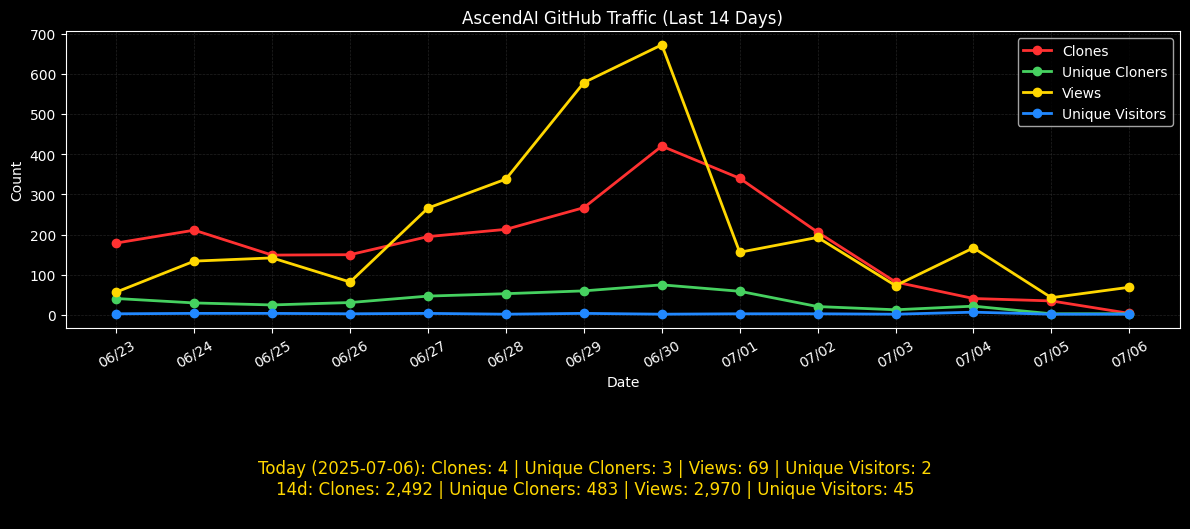 AscendAI GitHub Traffic (Last 14 Days)
700
600
500
400
300
200
100
0
Count
Clones
Unique Cloners
Views
Unique Visitors
06/23
06/24
06/25
06/26
06/27
06/28
06/29
06/30
07/01
07/02
07/03
07/04
07/05
07/06
Date
Today (2025-07-06): Clones: 4 | Unique Cloners: 3 | Views: 69 | Unique Visitors: 2
14d: Clones: 2,492 | Unique Cloners: 483 | Views: 2,970 | Unique Visitors: 45